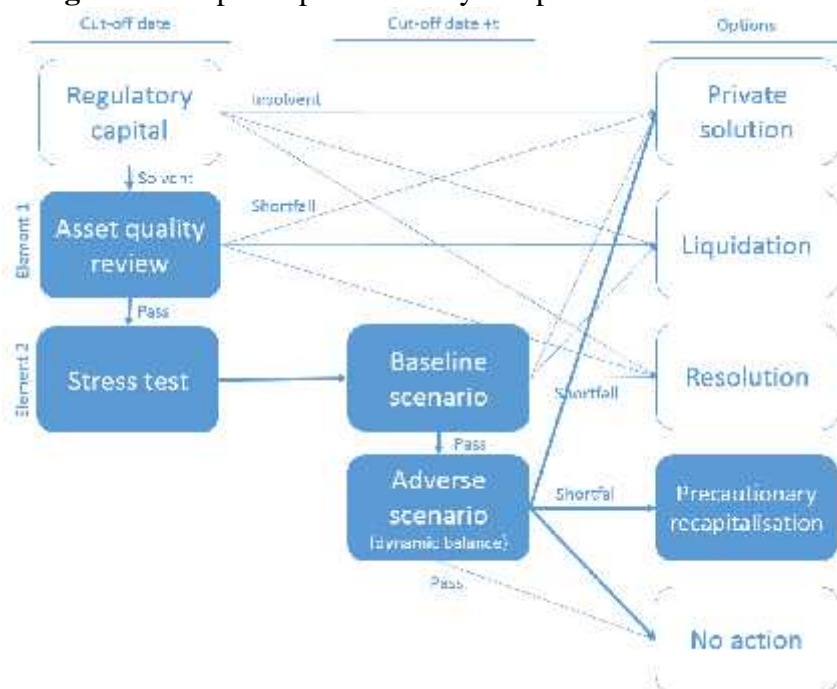 Cut-off date
Cut-off date +t
Options
Regulatory
capital
Insolvent
Private
solution
Solvent
Element 1
Asset quality
review
Shortfall
Liquidation
Pass
Element 2
Stress test
Baseline
scenario
Shortfall
Resolution
Pass
Adverse
scenario
(dynamic balance)
Shortfal
Precautionary
recapitalisation
Pass
No action